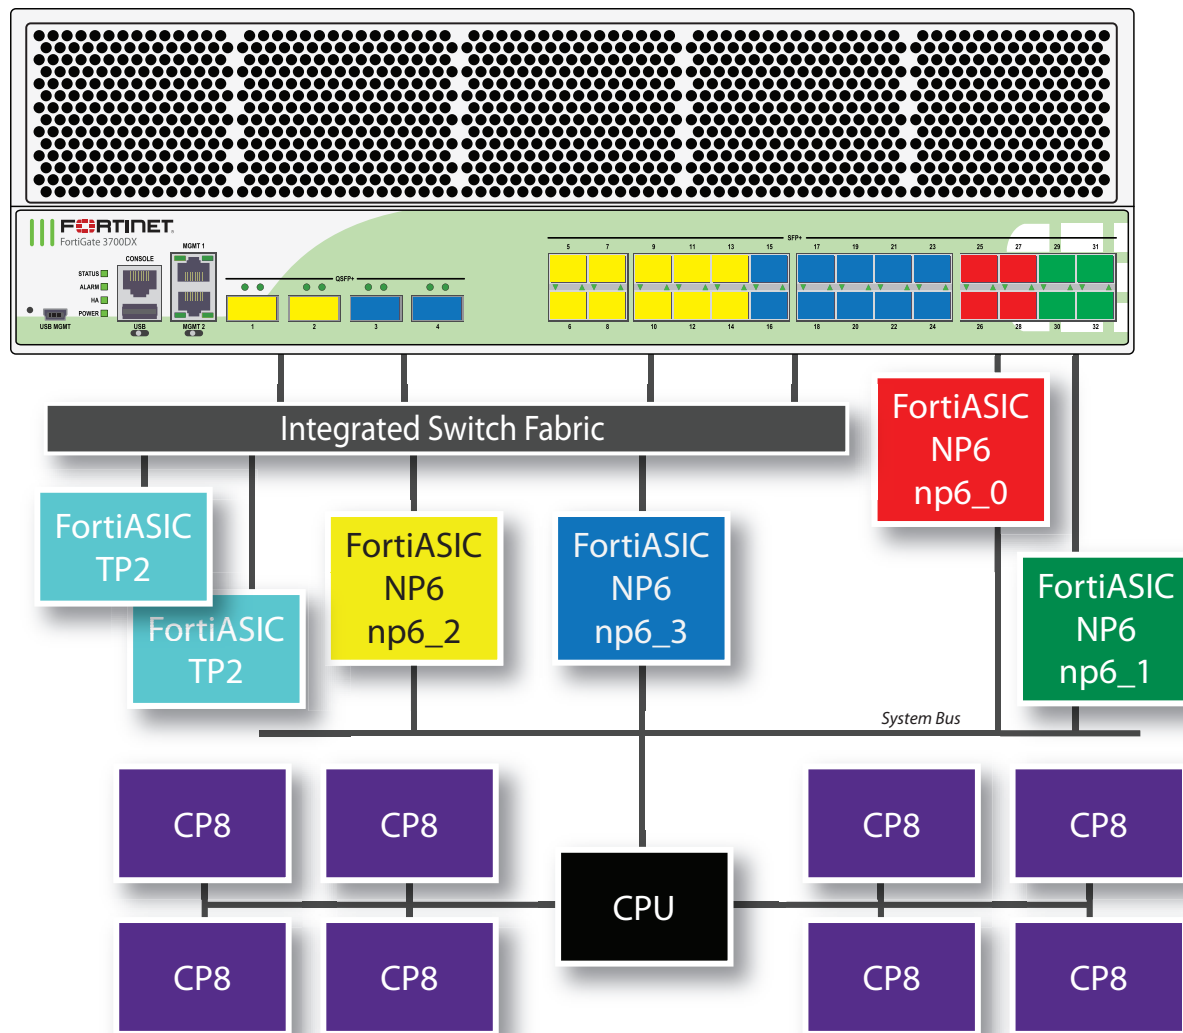 FORTINET
FortiGate 3700DX
STATUS
ALARM
HA
POWER
USB MGMT
CONSOLE
USB
MGMT 1
MGMT 2
QSFP+
1 2 3 4
SFP+
5 7 9 11 13 15 17 19 21 23 25 27 29 31
6 8 10 12 14 16 18 20 22 24 26 28 30 32
Integrated Switch Fabric
FortiASIC
NP6
np6_0
FortiASIC
TP2
FortiASIC
TP2
FortiASIC
NP6
np6_2
FortiASIC
NP6
np6_3
FortiASIC
NP6
np6_1
System Bus
CP8
CP8
CP8
CP8
CPU
CP8
CP8
CP8
CP8